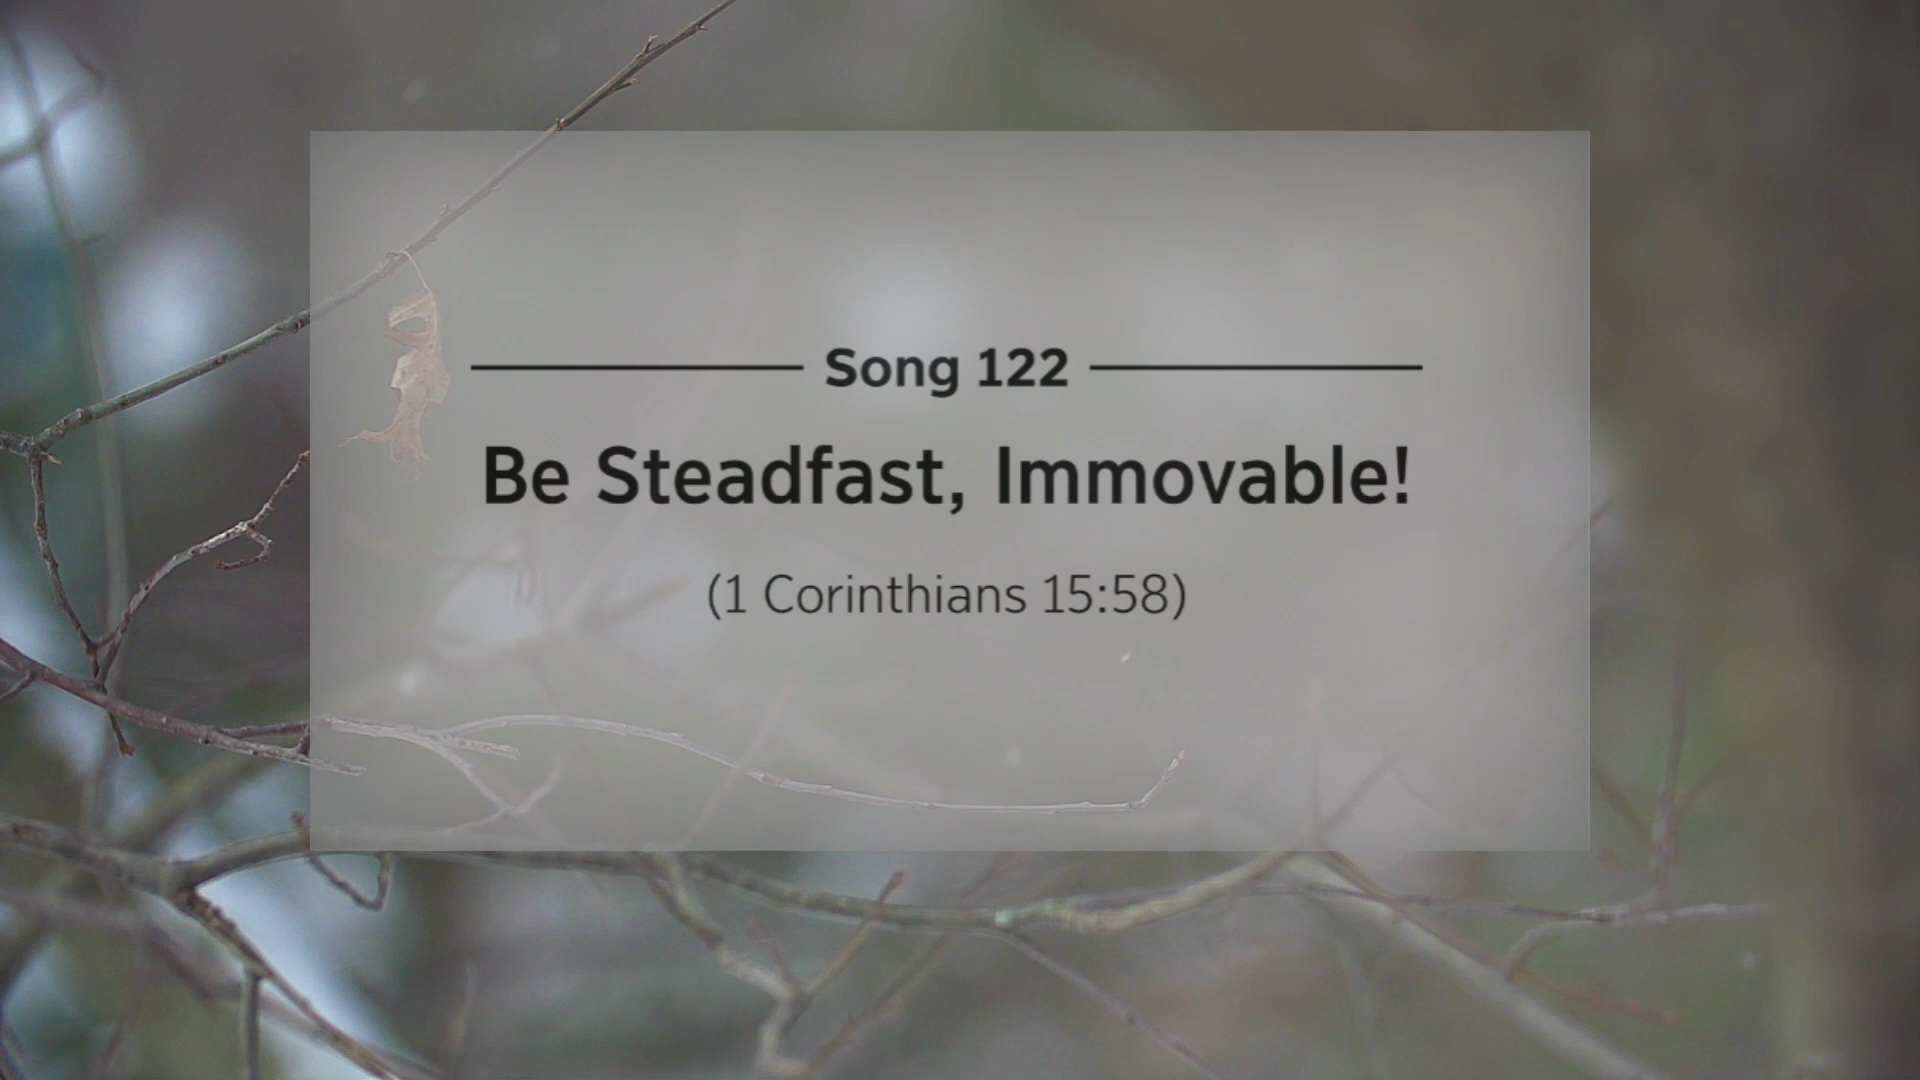 Song 122
Be Steadfast, Immovable!
(1 Corinthians 15:58)